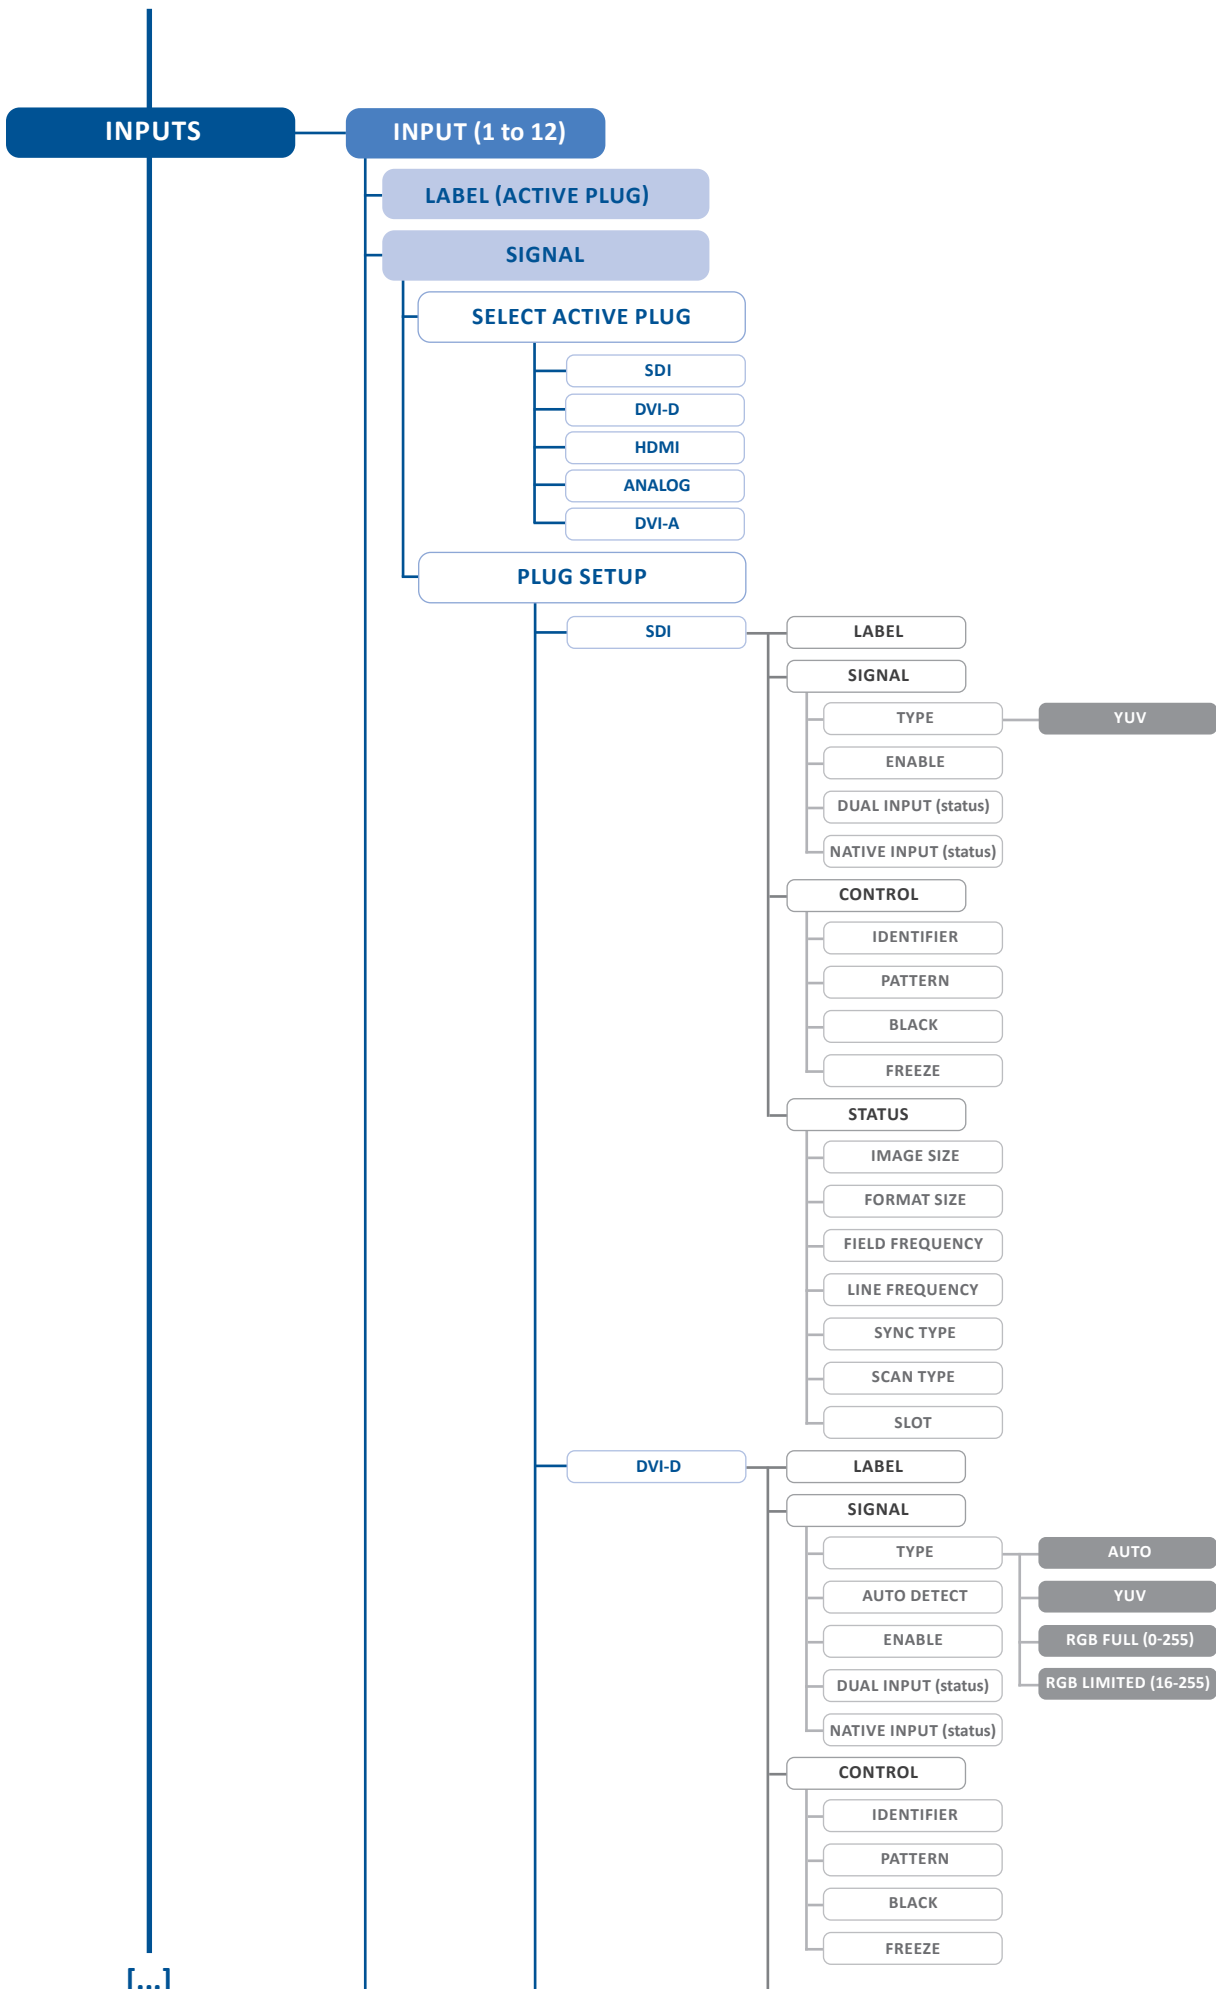 INPUTS
INPUT (1 to 12)
LABEL (ACTIVE PLUG)
SIGNAL
SELECT ACTIVE PLUG
SDI
DVI-D
HDMI
ANALOG
DVI-A
PLUG SETUP
SDI
LABEL
SIGNAL
TYPE
YUV
ENABLE
DUAL INPUT (status)
NATIVE INPUT (status)
CONTROL
IDENTIFIER
PATTERN
BLACK
FREEZE
STATUS
IMAGE SIZE
FORMAT SIZE
FIELD FREQUENCY
LINE FREQUENCY
SYNC TYPE
SCAN TYPE
SLOT
DVI-D
LABEL
SIGNAL
TYPE
AUTO
AUTO DETECT
YUV
ENABLE
RGB FULL (0-255)
DUAL INPUT (status)
RGB LIMITED (16-255)
NATIVE INPUT (status)
CONTROL
IDENTIFIER
PATTERN
BLACK
FREEZE
[...]